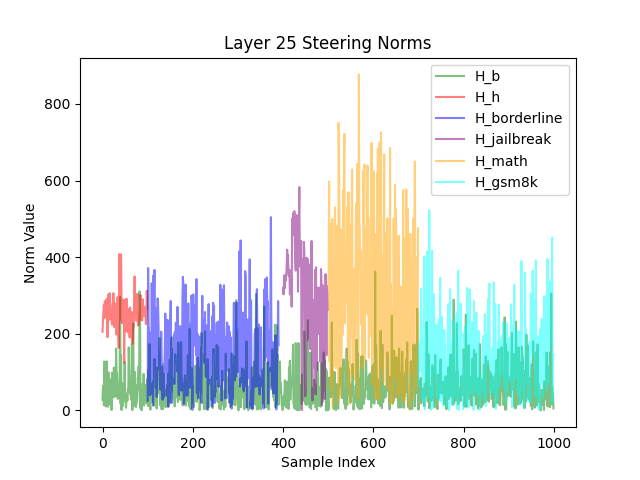 Layer 25 Steering Norms
H_b
H_h
H_borderline
H_jailbreak
H_math
H_gsm8k
Norm Value
800
600
400
200
0
0
200
400
600
800
1000
Sample Index